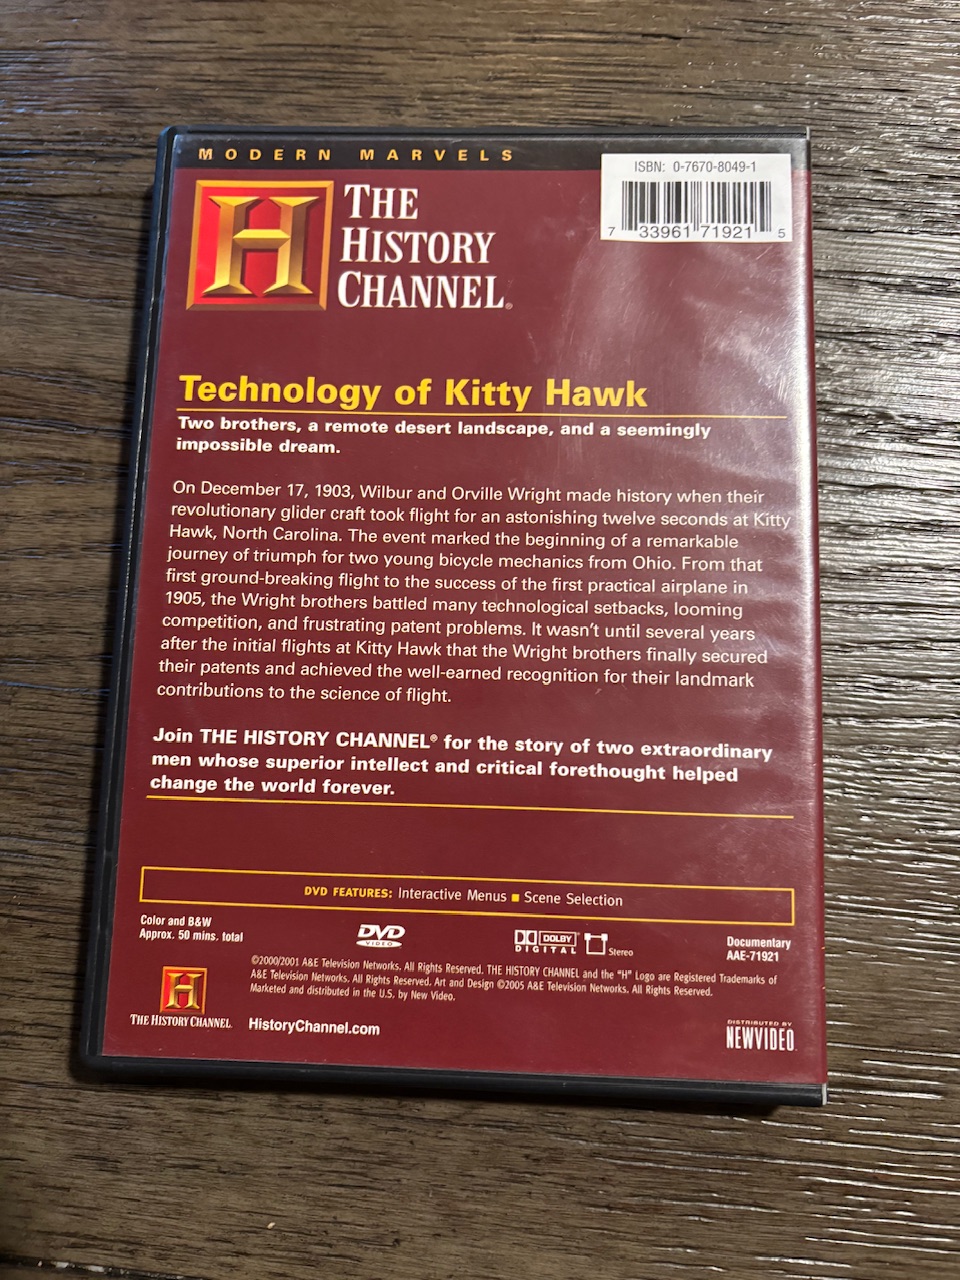 MODERN MARVELS
ISBN: 0-7670-8049-1
7 33961 71921 5
H
THE
HISTORY
CHANNEL®
Technology of Kitty Hawk
Two brothers, a remote desert landscape, and a seemingly
impossible dream.
On December 17, 1903, Wilbur and Orville Wright made history when their
revolutionary glider craft took flight for an astonishing twelve seconds at Kitty
Hawk, North Carolina. The event marked the beginning of a remarkable
journey of triumph for two young bicycle mechanics from Ohio. From that
first ground-breaking flight to the success of the first practical airplane in
1905, the Wright brothers battled many technological setbacks, looming
competition, and frustrating patent problems. It wasn't until several years
after the initial flights at Kitty Hawk that the Wright brothers finally secured
their patents and achieved the well-earned recognition for their landmark
contributions to the science of flight.
Join THE HISTORY CHANNEL® for the story of two extraordinary
men whose superior intellect and critical forethought helped
change the world forever.
DVD FEATURES: Interactive Menus ■ Scene Selection
Color and B&W
Approx. 50 mins. total
DVD
VIDEO
DOLBY
DIGITAL
Stereo
Documentary
AAE-71921
©2000/2001 A&E Television Networks. All Rights Reserved. THE HISTORY CHANNEL and the "H" Logo are Registered Trademarks of
A&E Television Networks. All Rights Reserved. Art and Design ©2005 A&E Television Networks. All Rights Reserved.
Marketed and distributed in the U.S. by New Video.
H
THE HISTORY CHANNEL.
HistoryChannel.com
DISTRIBUTED BY
NEWVIDEO